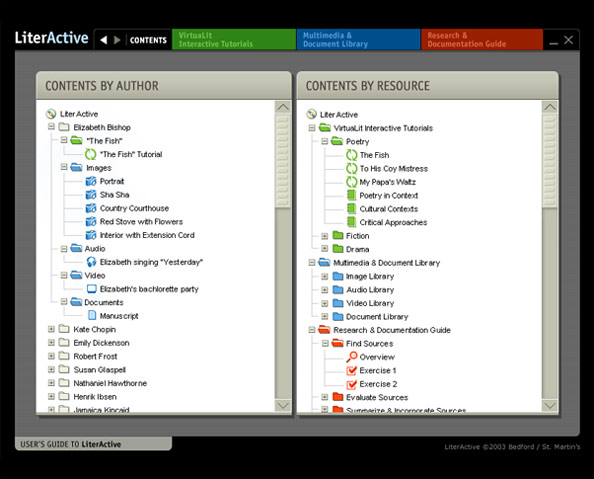 LiterActive
CONTENTS
VirtuaLit
Interactive Tutorials
Multimedia &
Document Library
Research &
Documentation Guide
CONTENTS BY AUTHOR
LiterActive
Elizabeth Bishop
"The Fish"
"The Fish" Tutorial
Images
Portrait
Sha Sha
Country Courthouse
Red Stove with Flowers
Interior with Extension Cord
Audio
Elizabeth singing "Yesterday"
Video
Elizabeth's bachlorette party
Documents
Manuscript
Kate Chopin
Emily Dickenson
Robert Frost
Susan Glaspell
Nathaniel Hawthorne
Henrik Ibsen
Jamaica Kincaid
CONTENTS BY RESOURCE
LiterActive
VirtuaLit Interactive Tutorials
Poetry
The Fish
To His Coy Mistress
My Papa's Waltz
Poetry in Context
Cultural Contexts
Critical Approaches
Fiction
Drama
Multimedia & Document Library
Image Library
Audio Library
Video Library
Document Library
Research & Documentation Guide
Find Sources
Overview
Exercise 1
Exercise 2
Evaluate Sources
Summarize & Incorporate Sources
USER'S GUIDE TO LiterActive
LiterActive ©2003 Bedford / St. Martin's